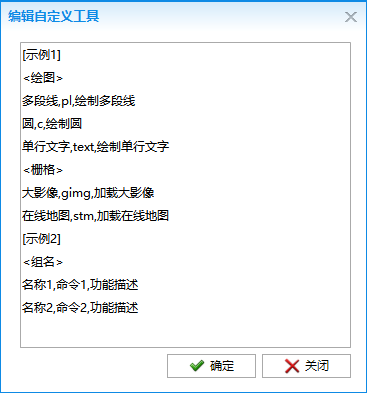 编辑自定义工具
[示例1]
<绘图>
多段线,pl,绘制多段线
圆,c,绘制圆
单行文字,text,绘制单行文字
<栅格>
大影像,gimg,加载大影像
在线地图,stm,加载在线地图
[示例2]
<组名>
名称1,命令1,功能描述
名称2,命令2,功能描述
确定
关闭